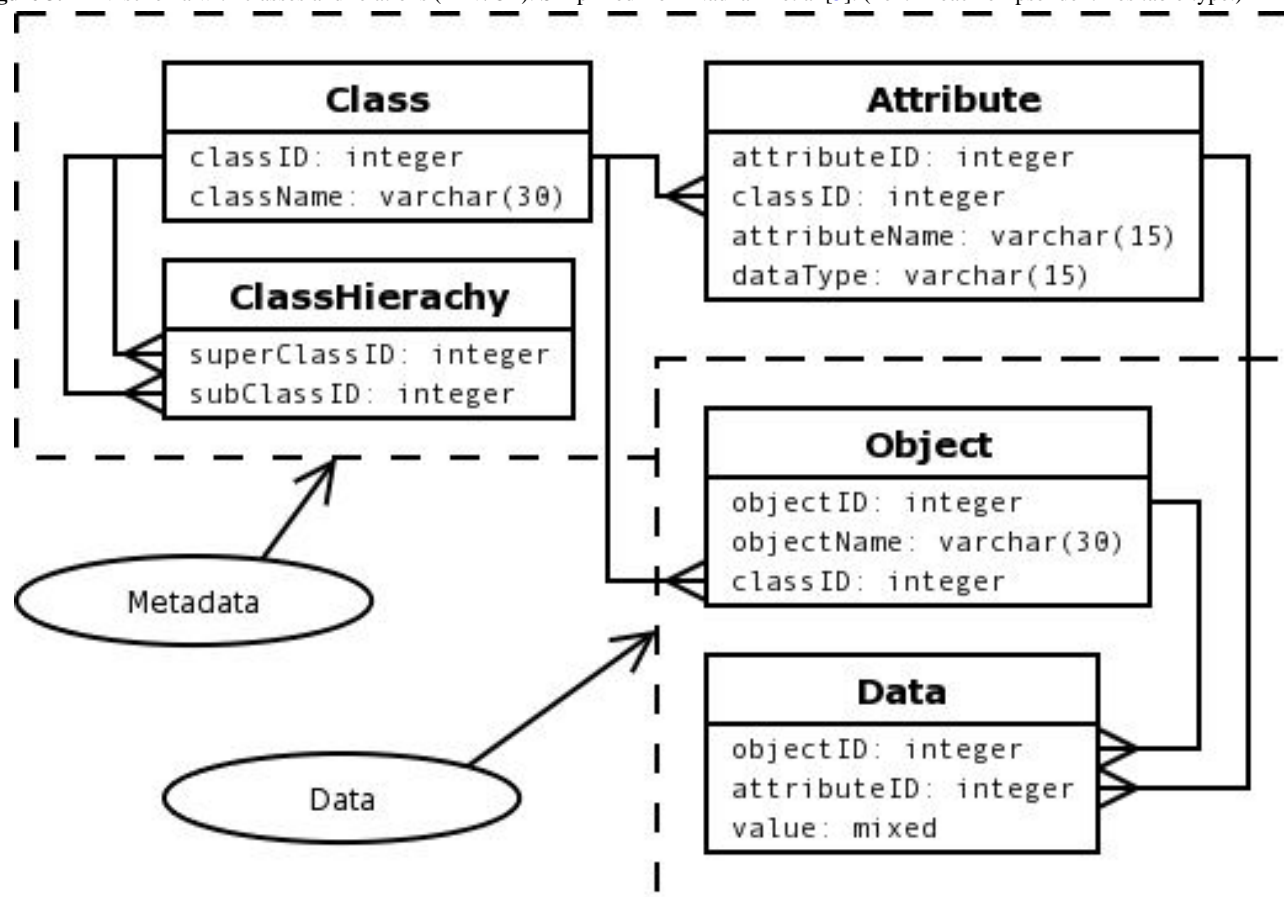 Class
classID: integer
className: varchar(30)
ClassHierachy
superClassID: integer
subClassID: integer
Attribute
attributeID: integer
classID: integer
attributeName: varchar(15)
dataType: varchar(15)
Object
objectID: integer
objectName: varchar(30)
classID: integer
Data
objectID: integer
attributeID: integer
value: mixed
Metadata
Data